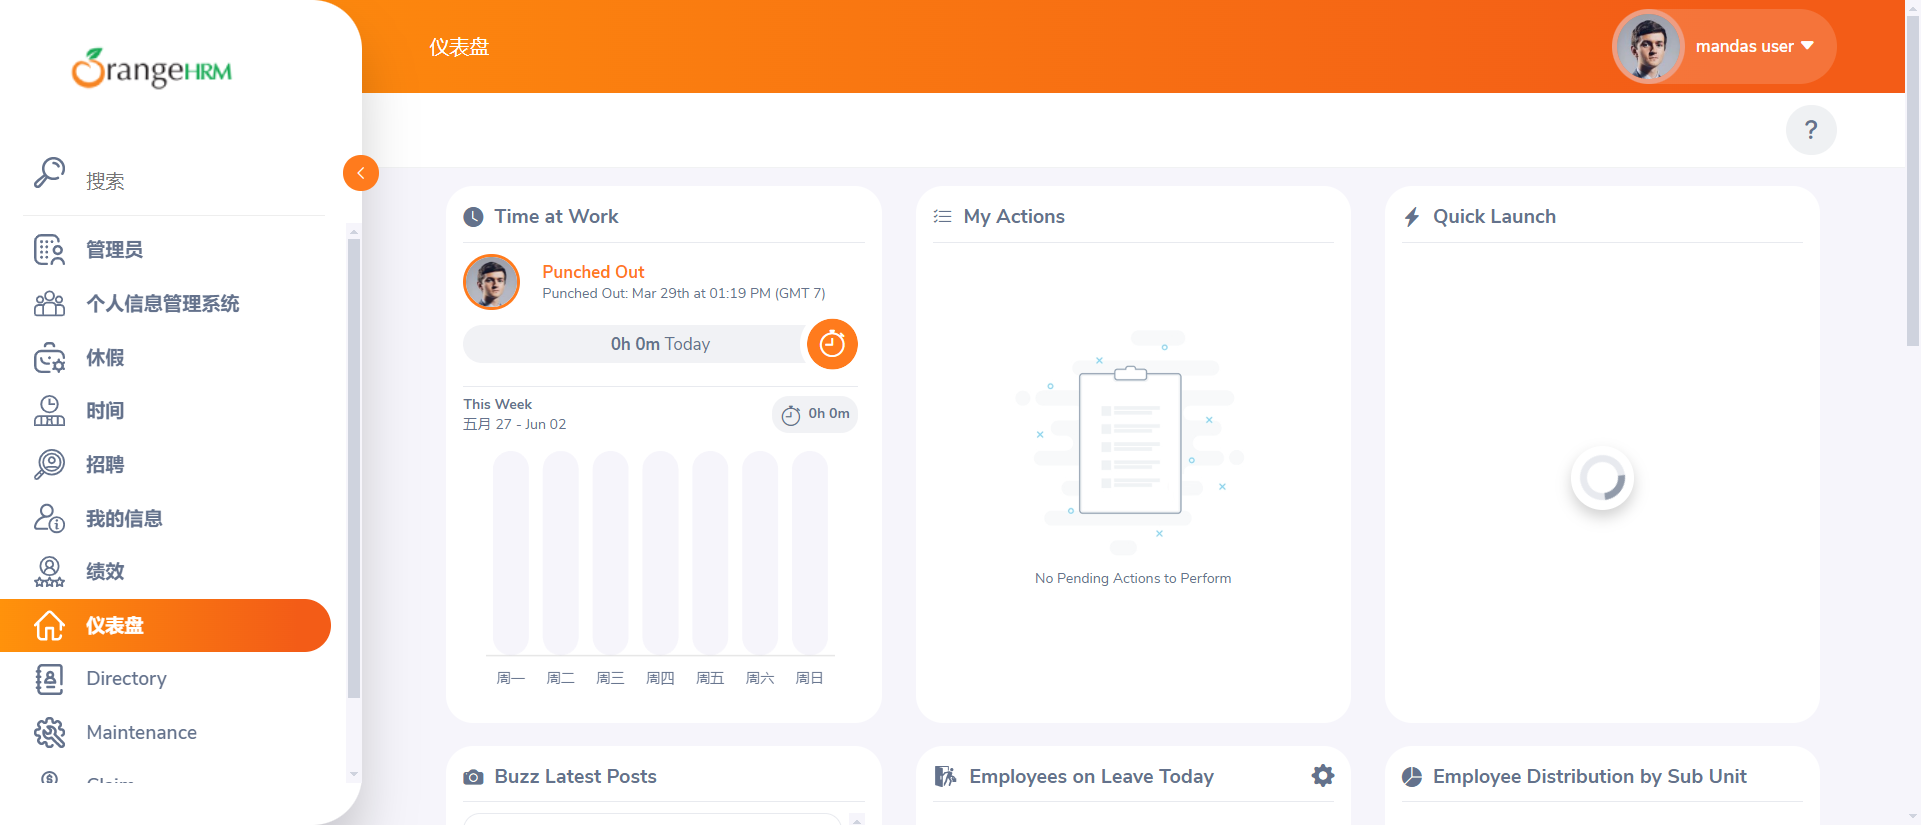 OrangeHRM
搜索
管理员
个人信息管理系统
休假
时间
招聘
我的信息
绩效
仪表盘
Directory
Maintenance
Claim
仪表盘
mandas user
?
Time at Work
Punched Out
Punched Out: Mar 29th at 01:19 PM (GMT 7)
0h 0m Today
This Week
五月 27 - Jun 02
0h 0m
周一 周二 周三 周四 周五 周六 周日
My Actions
No Pending Actions to Perform
Quick Launch
Buzz Latest Posts
Employees on Leave Today
Employee Distribution by Sub Unit